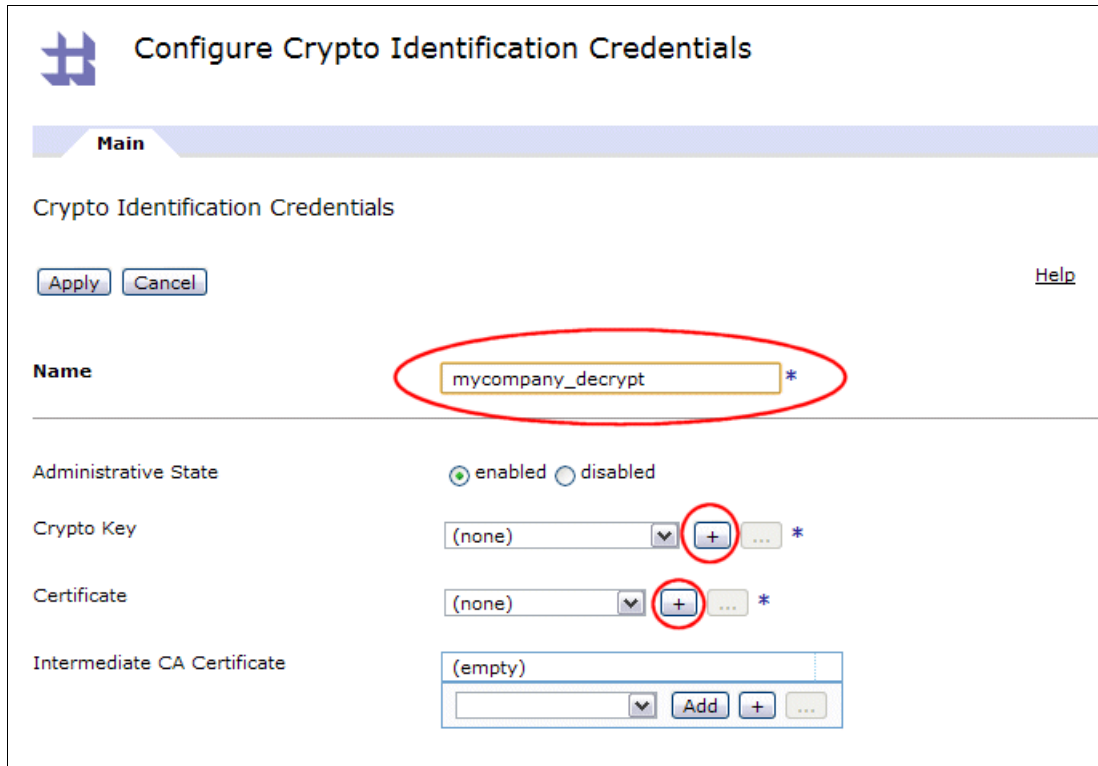 Configure Crypto Identification Credentials
Main
Crypto Identification Credentials
Apply Cancel Help
Name mycompany_decrypt *
Administrative State enabled disabled
Crypto Key (none) + ... *
Certificate (none) + ... *
Intermediate CA Certificate (empty)
Add + ...